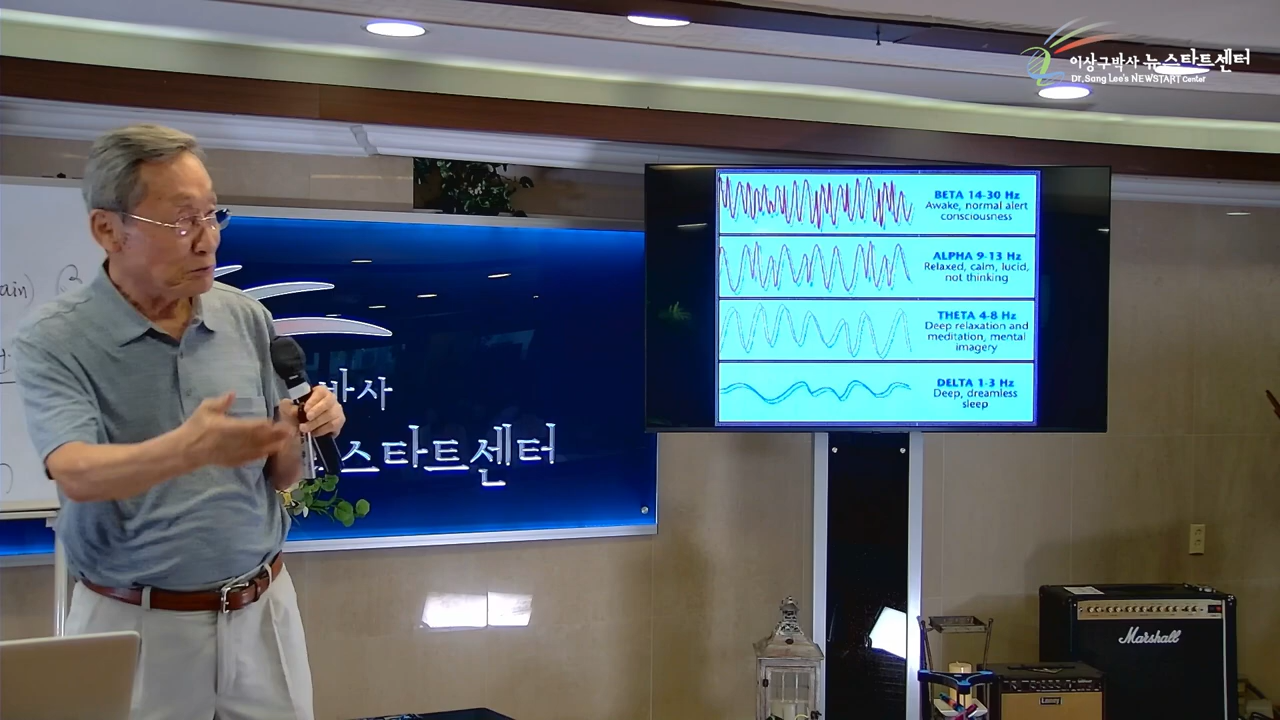 이상구박사 뉴스타트센터
Dr. Sang Lee's NEWSTART Center
BETA 14-30 Hz
Awake, normal alert
consciousness
ALPHA 9-13 Hz
Relaxed, calm, lucid,
not thinking
THETA 4-8 Hz
Deep relaxation and
meditation, mental
imagery
DELTA 1-3 Hz
Deep, dreamless
sleep
ain)
박사
스타트센터
Marshall
Laney